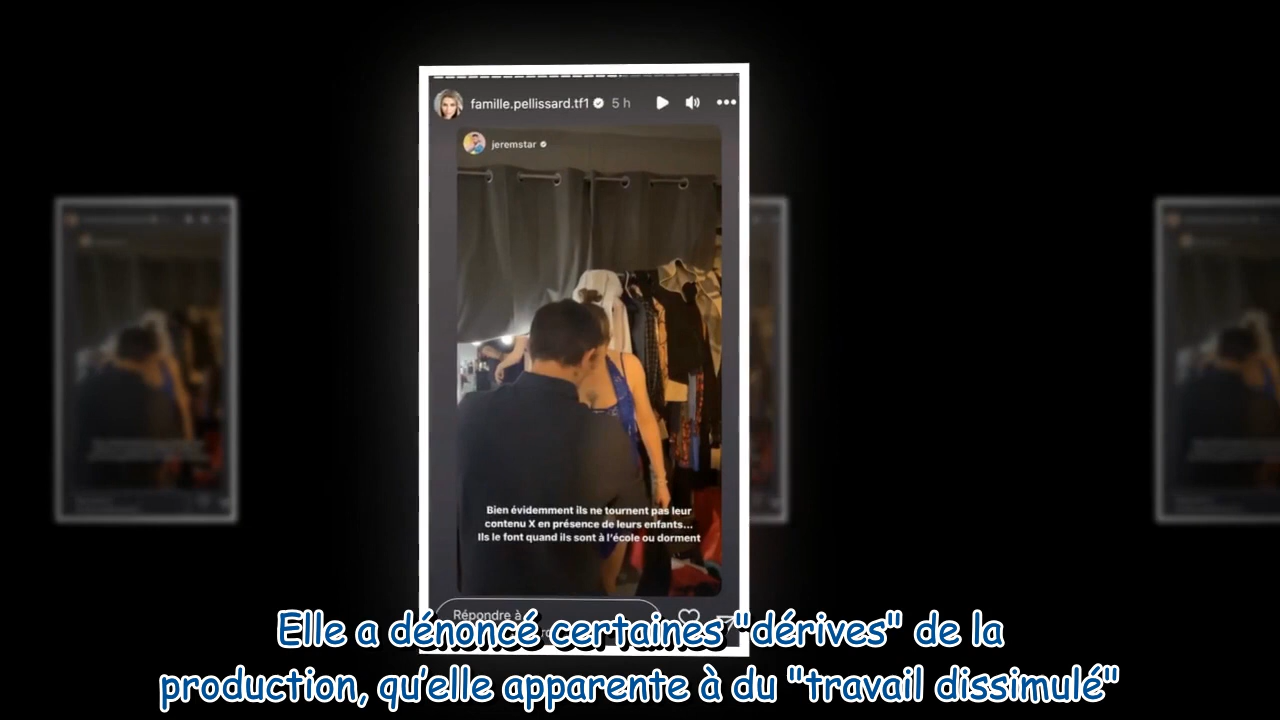 famille.pellissard.tf1 5 h
jeremstar
Bien évidemment ils ne tournent pas leur
contenu X en présence de leurs enfants...
Ils le font quand ils sont à l'école ou dorment
Répondre à
Elle a dénoncé certaines "dérives" de la
production, qu'elle apparente à du "travail dissimulé"